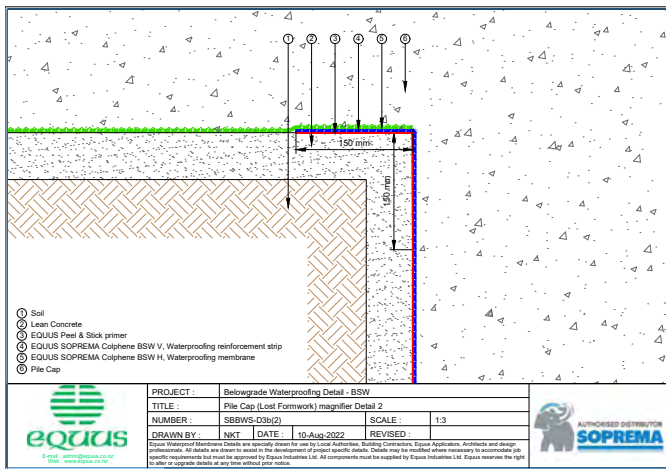 1 2 3 4 5 6
150 mm
150 mm
1 Soil
2 Lean Concrete
3 EQUUS Peel & Stick primer
4 EQUUS SOPREMA Colphene BSW V, Waterproofing reinforcement strip
5 EQUUS SOPREMA Colphene BSW H, Waterproofing membrane
6 Pile Cap
equus
E-mail : admin@equus.co.nz
Web : www.equus.co.nz
PROJECT : Belowgrade Waterproofing Detail - BSW
TITLE : Pile Cap (Lost Formwork) magnifier Detail 2
NUMBER : SBBWS-D3b(2) SCALE : 1:3
DRAWN BY : NKT DATE : 10-Aug-2022 REVISED :
Equus Waterproof Membrane Details are specially drawn for use by Local Authorities, Building Contractors, Equus Applicators, Architects and design
professionals. All details are drawn to assist in the development of project specific details. Details may be modified where necessary to accomodate job
specific requirements but must be approved by Equus Industries Ltd. All components must be supplied by Equus Industries Ltd. Equus reserves the right
to alter or upgrade details at any time without prior notice.
AUTHORISED DISTRIBUTOR
SOPREMA